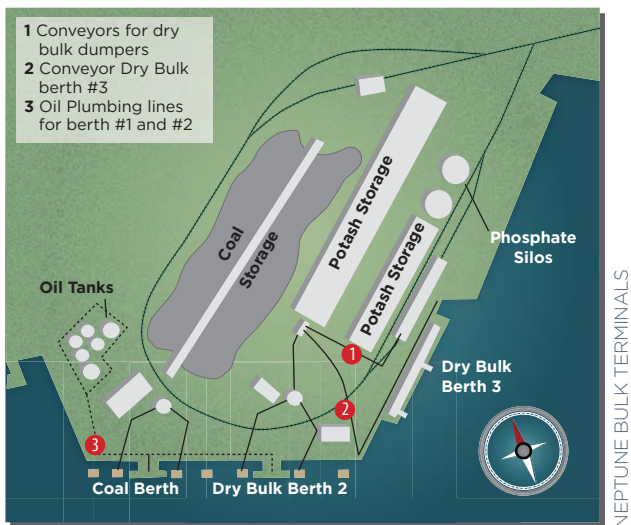 1 Conveyors for dry
bulk dumpers
2 Conveyor Dry Bulk
berth #3
3 Oil Plumbing lines
for berth #1 and #2
Coal
Storage
Potash Storage
Potash Storage
Phosphate
Silos
Oil Tanks
1
Dry Bulk
Berth 3
2
3
Coal Berth
Dry Bulk Berth 2
NEPTUNE BULK TERMINALS